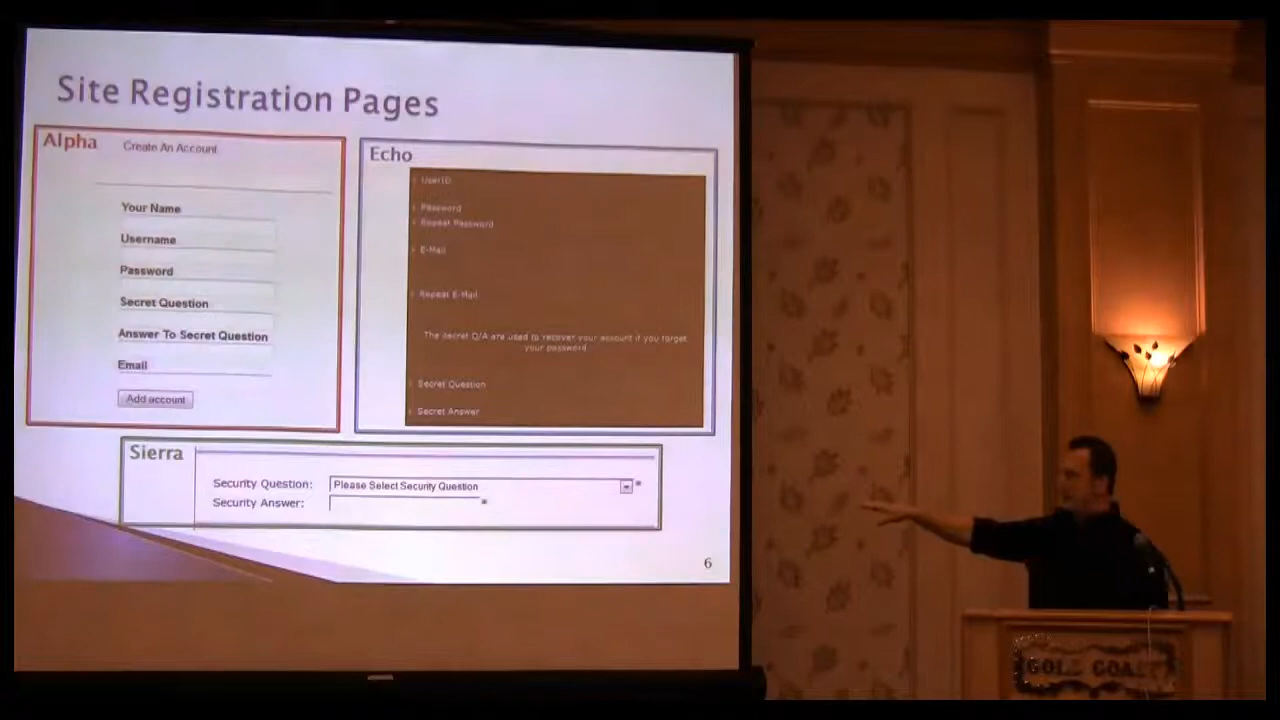 Site Registration Pages
Alpha
Create An Account
Your Name
Username
Password
Secret Question
Answer To Secret Question
Email
Add account
Echo
UserID
Password
Repeat Password
E-Mail
Repeat E-Mail
The secret Q/A are used to recover your account if you forget
your password
Secret Question
Secret Answer
Sierra
Security Question: Please Select Security Question *
Security Answer: *
6
GOLD COAST